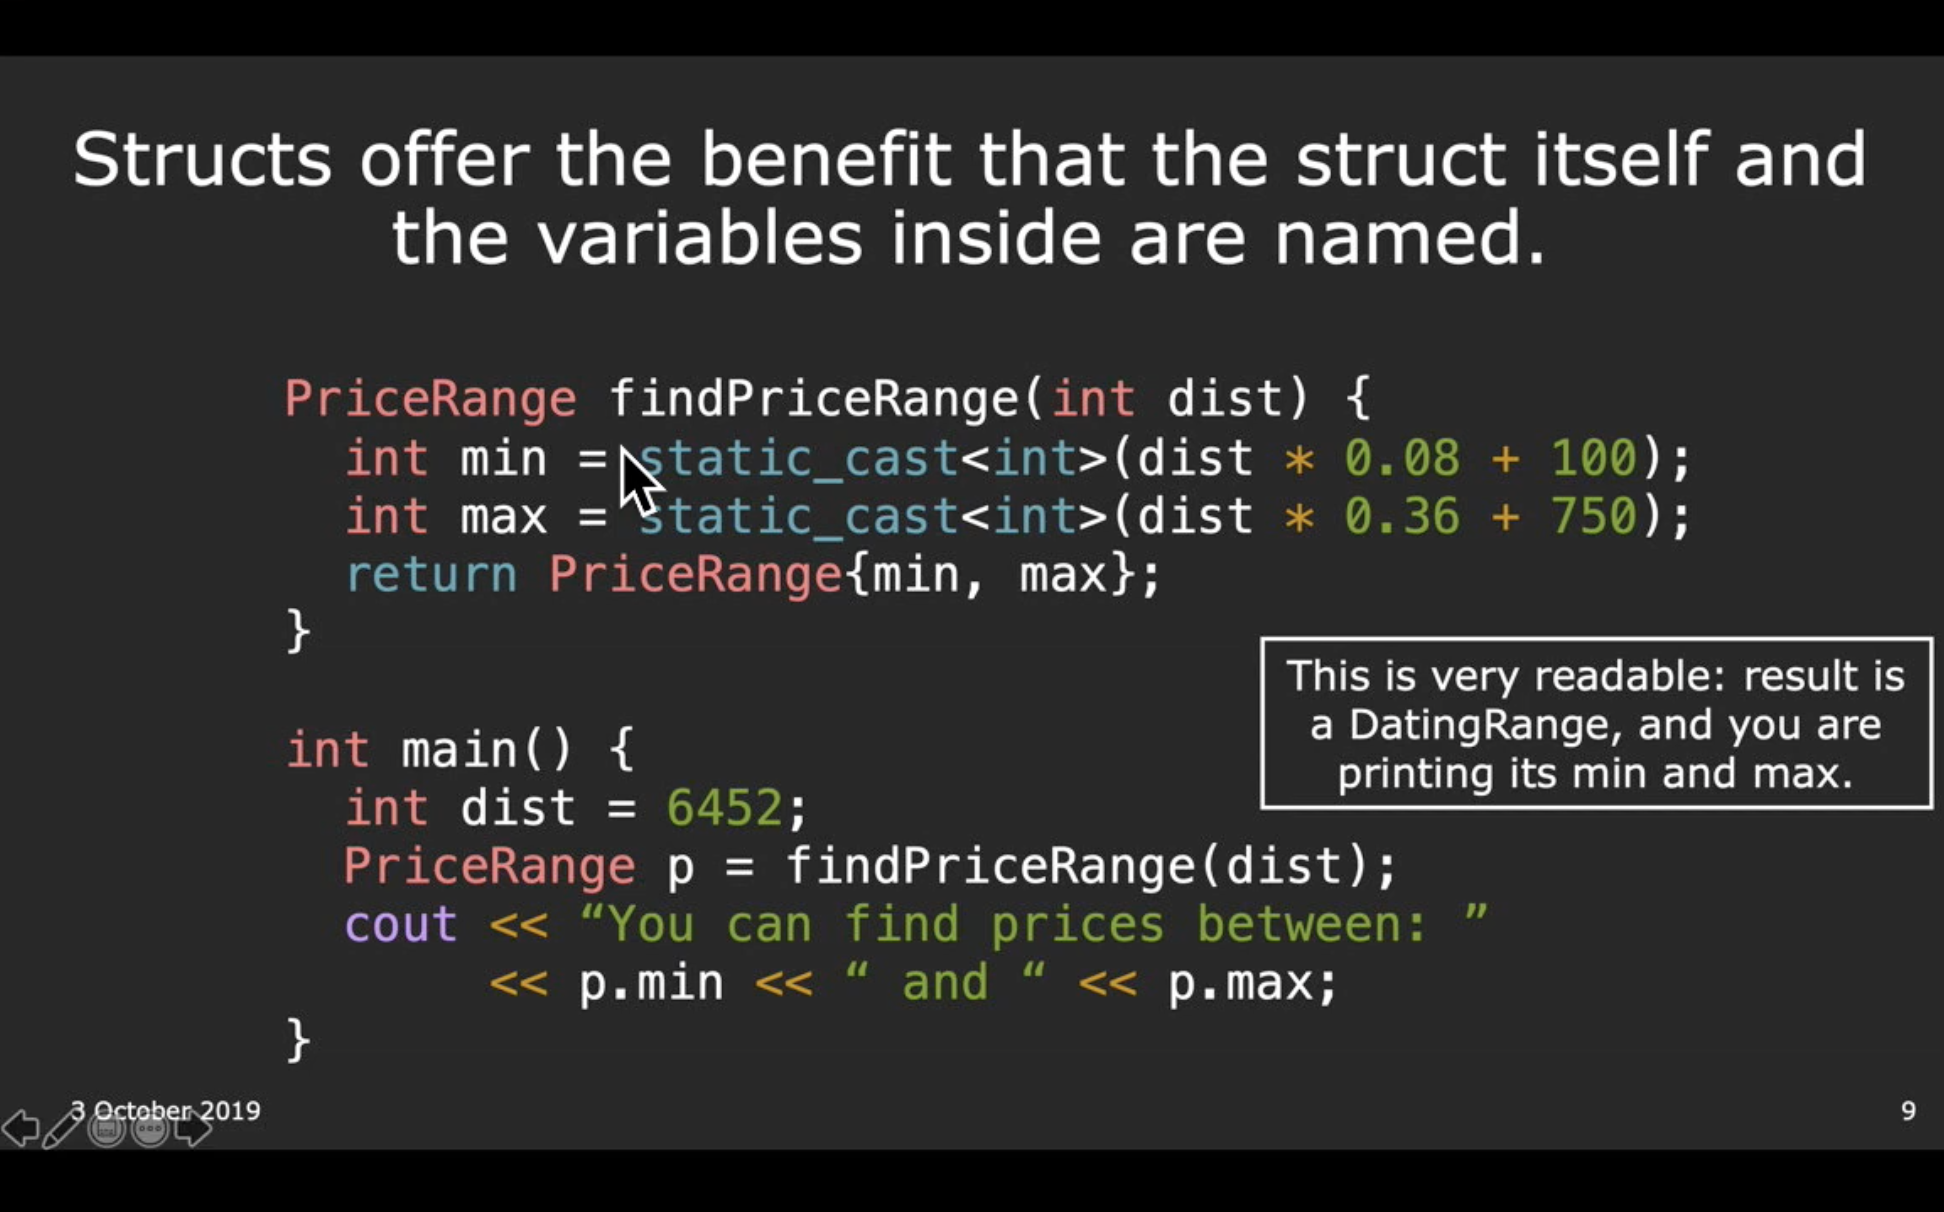 Structs offer the benefit that the struct itself and
the variables inside are named.
PriceRange findPriceRange(int dist) {
  int min = static_cast<int>(dist * 0.08 + 100);
  int max = static_cast<int>(dist * 0.36 + 750);
  return PriceRange{min, max};
}
This is very readable: result is
a DatingRange, and you are
printing its min and max.
int main() {
  int dist = 6452;
  PriceRange p = findPriceRange(dist);
  cout << “You can find prices between: ”
       << p.min << “ and “ << p.max;
}
3 October 2019
9